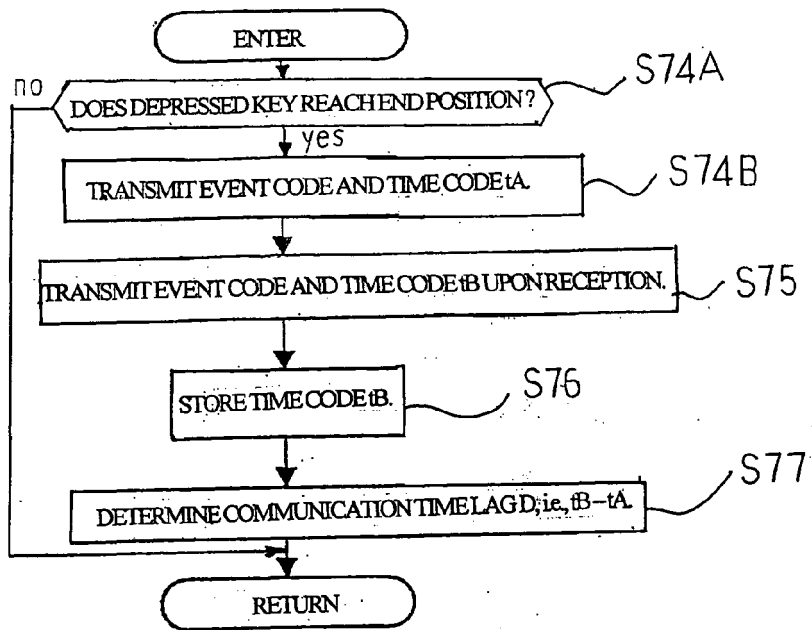 ENTER
no
DOES DEPRESSED KEY REACH END POSITION?
S74A
yes
TRANSMIT EVENT CODE AND TIME CODE tA.
S74B
TRANSMIT EVENT CODE AND TIME CODE tB UPON RECEPTION.
S75
STORE TIME CODE tB.
S76
DETERMINE COMMUNICATION TIME LAG D, i.e., tB-tA.
S77
RETURN